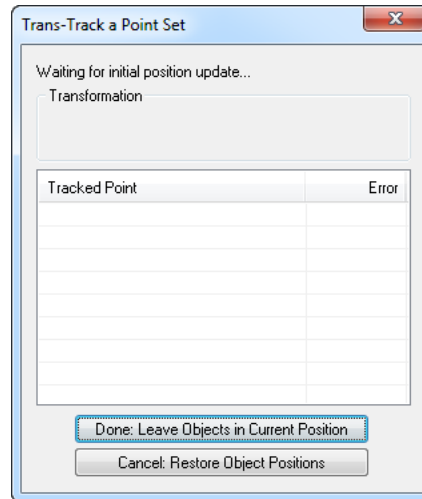 Trans-Track a Point Set
Waiting for initial position update...
Transformation
Tracked Point Error
Done: Leave Objects in Current Position
Cancel: Restore Object Positions